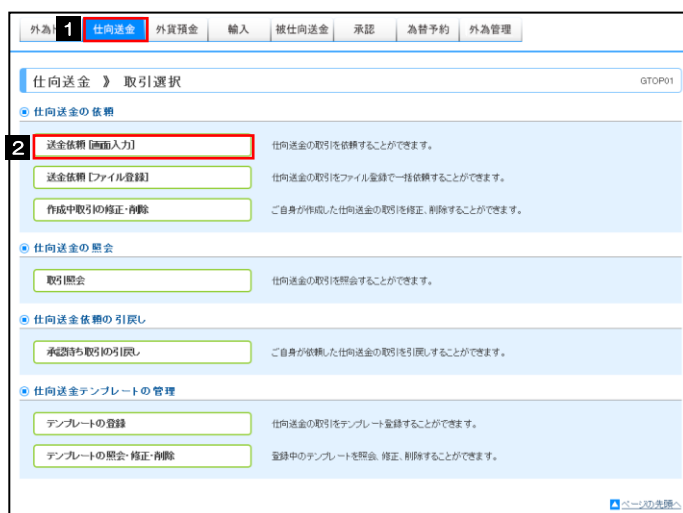 外為ト 1 仕向送金 外貨預金 輸入 被仕向送金 承認 為替予約 外為管理
仕向送金 》 取引選択 GTOP01
仕向送金の依頼
2 送金依頼［画面入力］ 仕向送金の取引を依頼することができます。
送金依頼［ファイル登録］ 仕向送金の取引をファイル登録で一括依頼することができます。
作成中取引の修正・削除 ご自身が作成した仕向送金の取引を修正、削除することができます。
仕向送金の照会
取引照会 仕向送金の取引を照会することができます。
仕向送金依頼の引戻し
承認待ち取引の引戻し ご自身が依頼した仕向送金の取引を引戻しすることができます。
仕向送金テンプレートの管理
テンプレートの登録 仕向送金の取引をテンプレート登録することができます。
テンプレートの照会・修正・削除 登録中のテンプレートを照会、修正、削除することができます。
ページの先頭へ